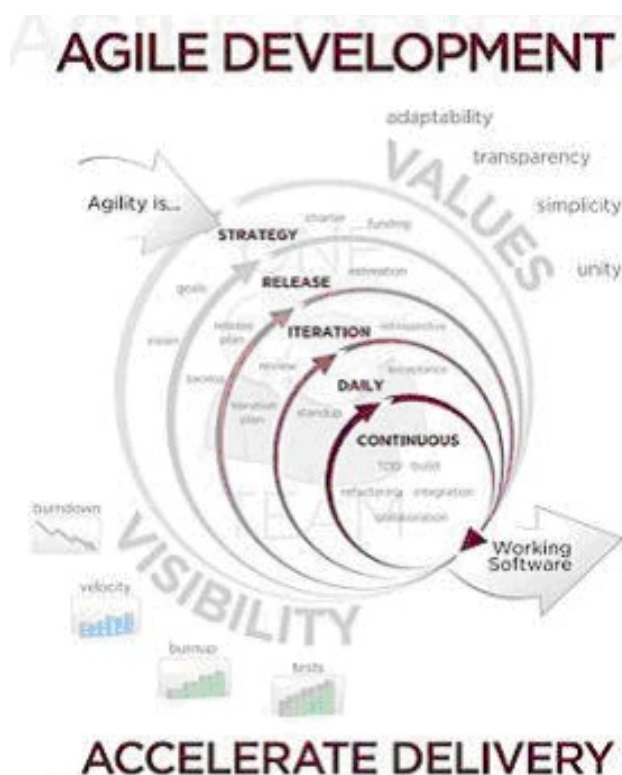 AGILE DEVELOPMENT
adaptability
transparency
simplicity
unity
VALUES
Agility is...
STRATEGY
charter
funding
ONE
goals
RELEASE
estimation
vision
release
plan
ITERATION
retrospective
backlog
review
acceptance
DAILY
iteration
plan
standup
CONTINUOUS
TDD build
refactoring integration
collaboration
TEAM
Working
Software
VISIBILITY
burndown
velocity
burnup
tests
ACCELERATE DELIVERY